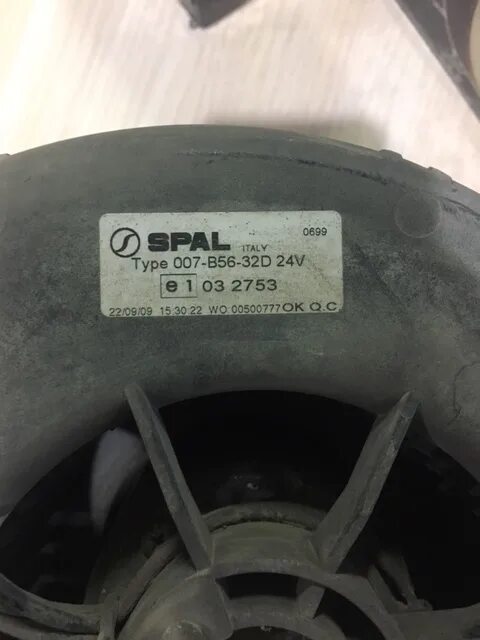 SPAL ITALY 0699
Type 007-B56-32D 24V
e 1 03 2753
22/09/09 15.30.22 WO 00500777 OK Q.C